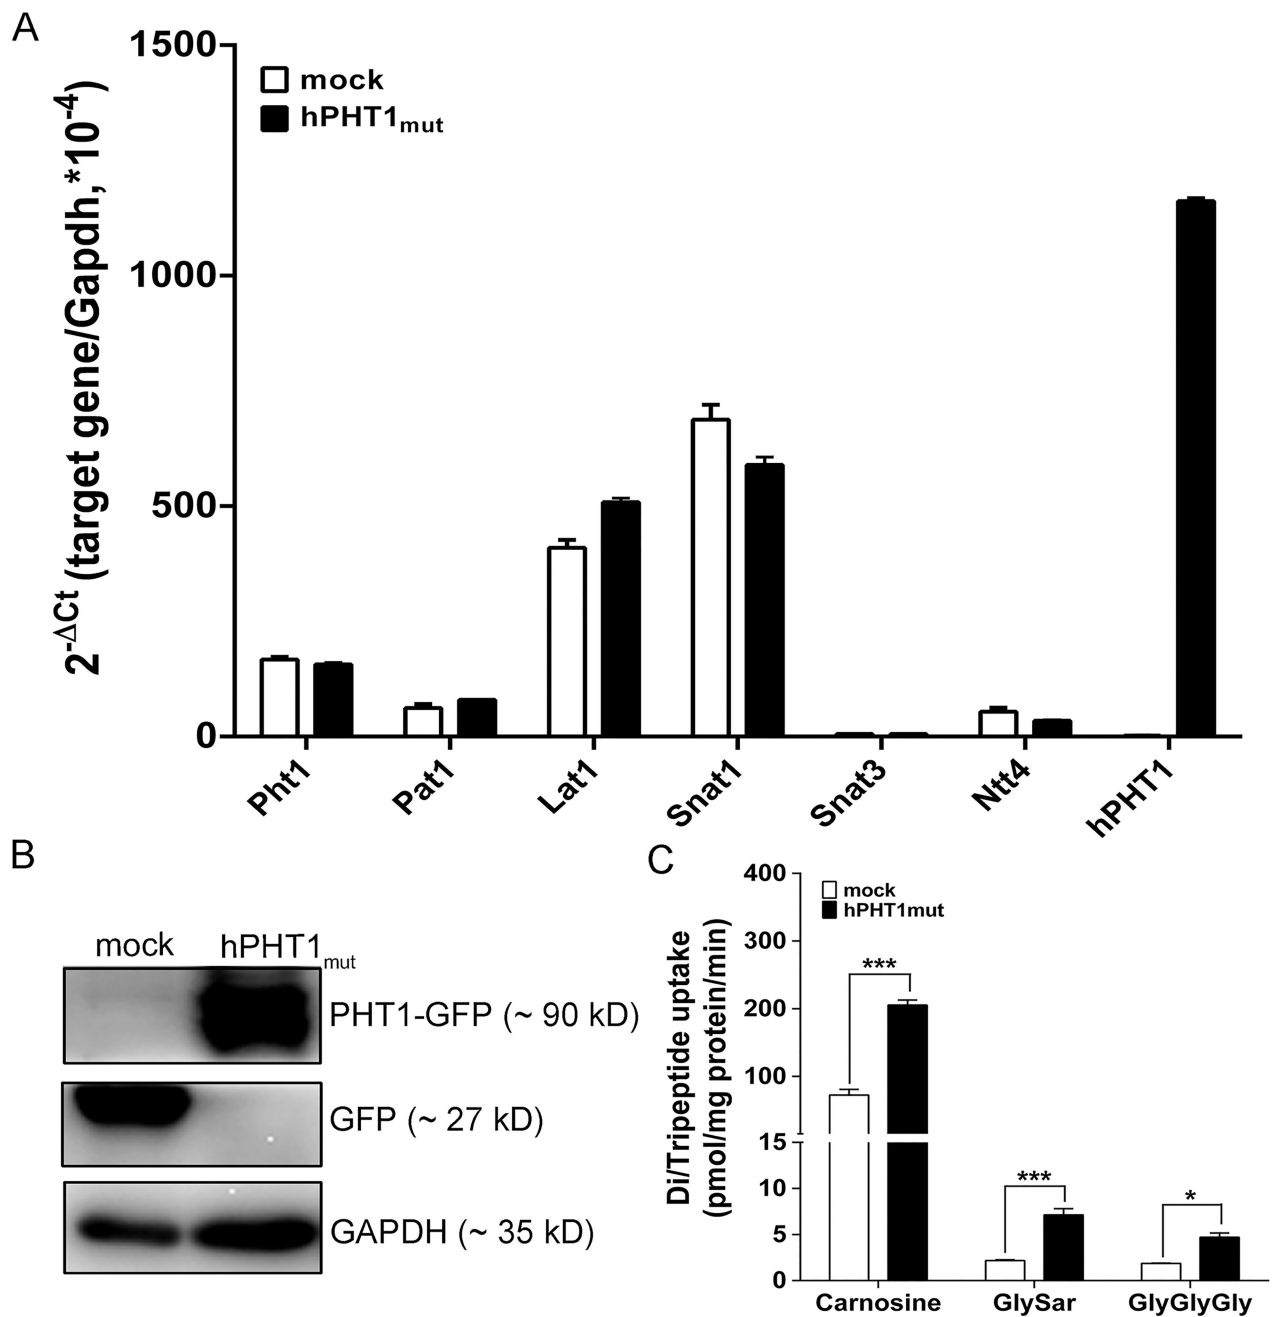 A
1500
1000
500
0
2-ΔCt (target gene/Gapdh,*10-4)
mock
hPHT1mut
Pht1
Pat1
Lat1
Snat1
Snat3
Ntt4
hPHT1
B
mock hPHT1mut
PHT1-GFP (~ 90 kD)
GFP (~ 27 kD)
GAPDH (~ 35 kD)
C
400
300
200
100
15
10
5
0
Di/Tripeptide uptake
(pmol/mg protein/min)
mock
hPHT1mut
***
***
*
Carnosine
GlySar
GlyGlyGly